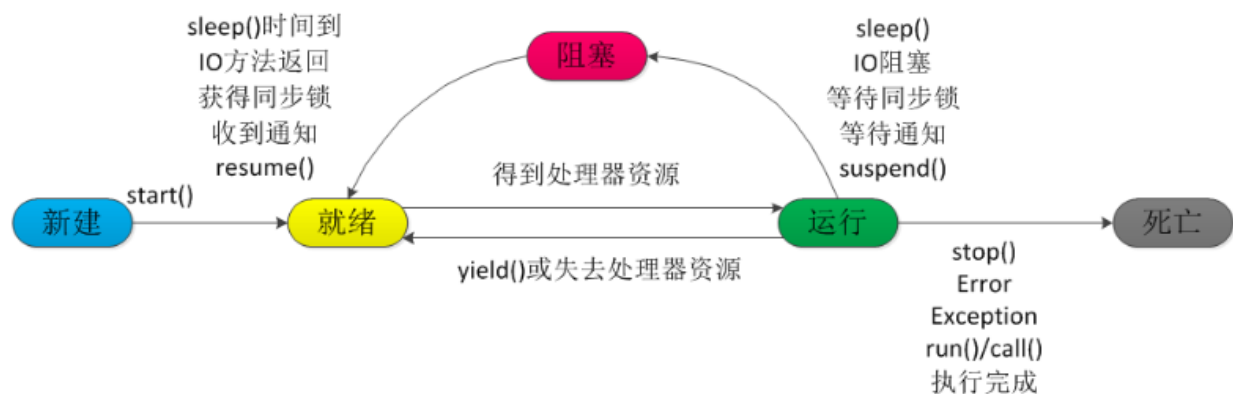 sleep()时间到
IO方法返回
获得同步锁
收到通知
resume()
阻塞
sleep()
IO阻塞
等待同步锁
等待通知
suspend()
新建
start()
就绪
得到处理器资源
yield()或失去处理器资源
运行
stop()
Error
Exception
run()/call()
执行完成
死亡